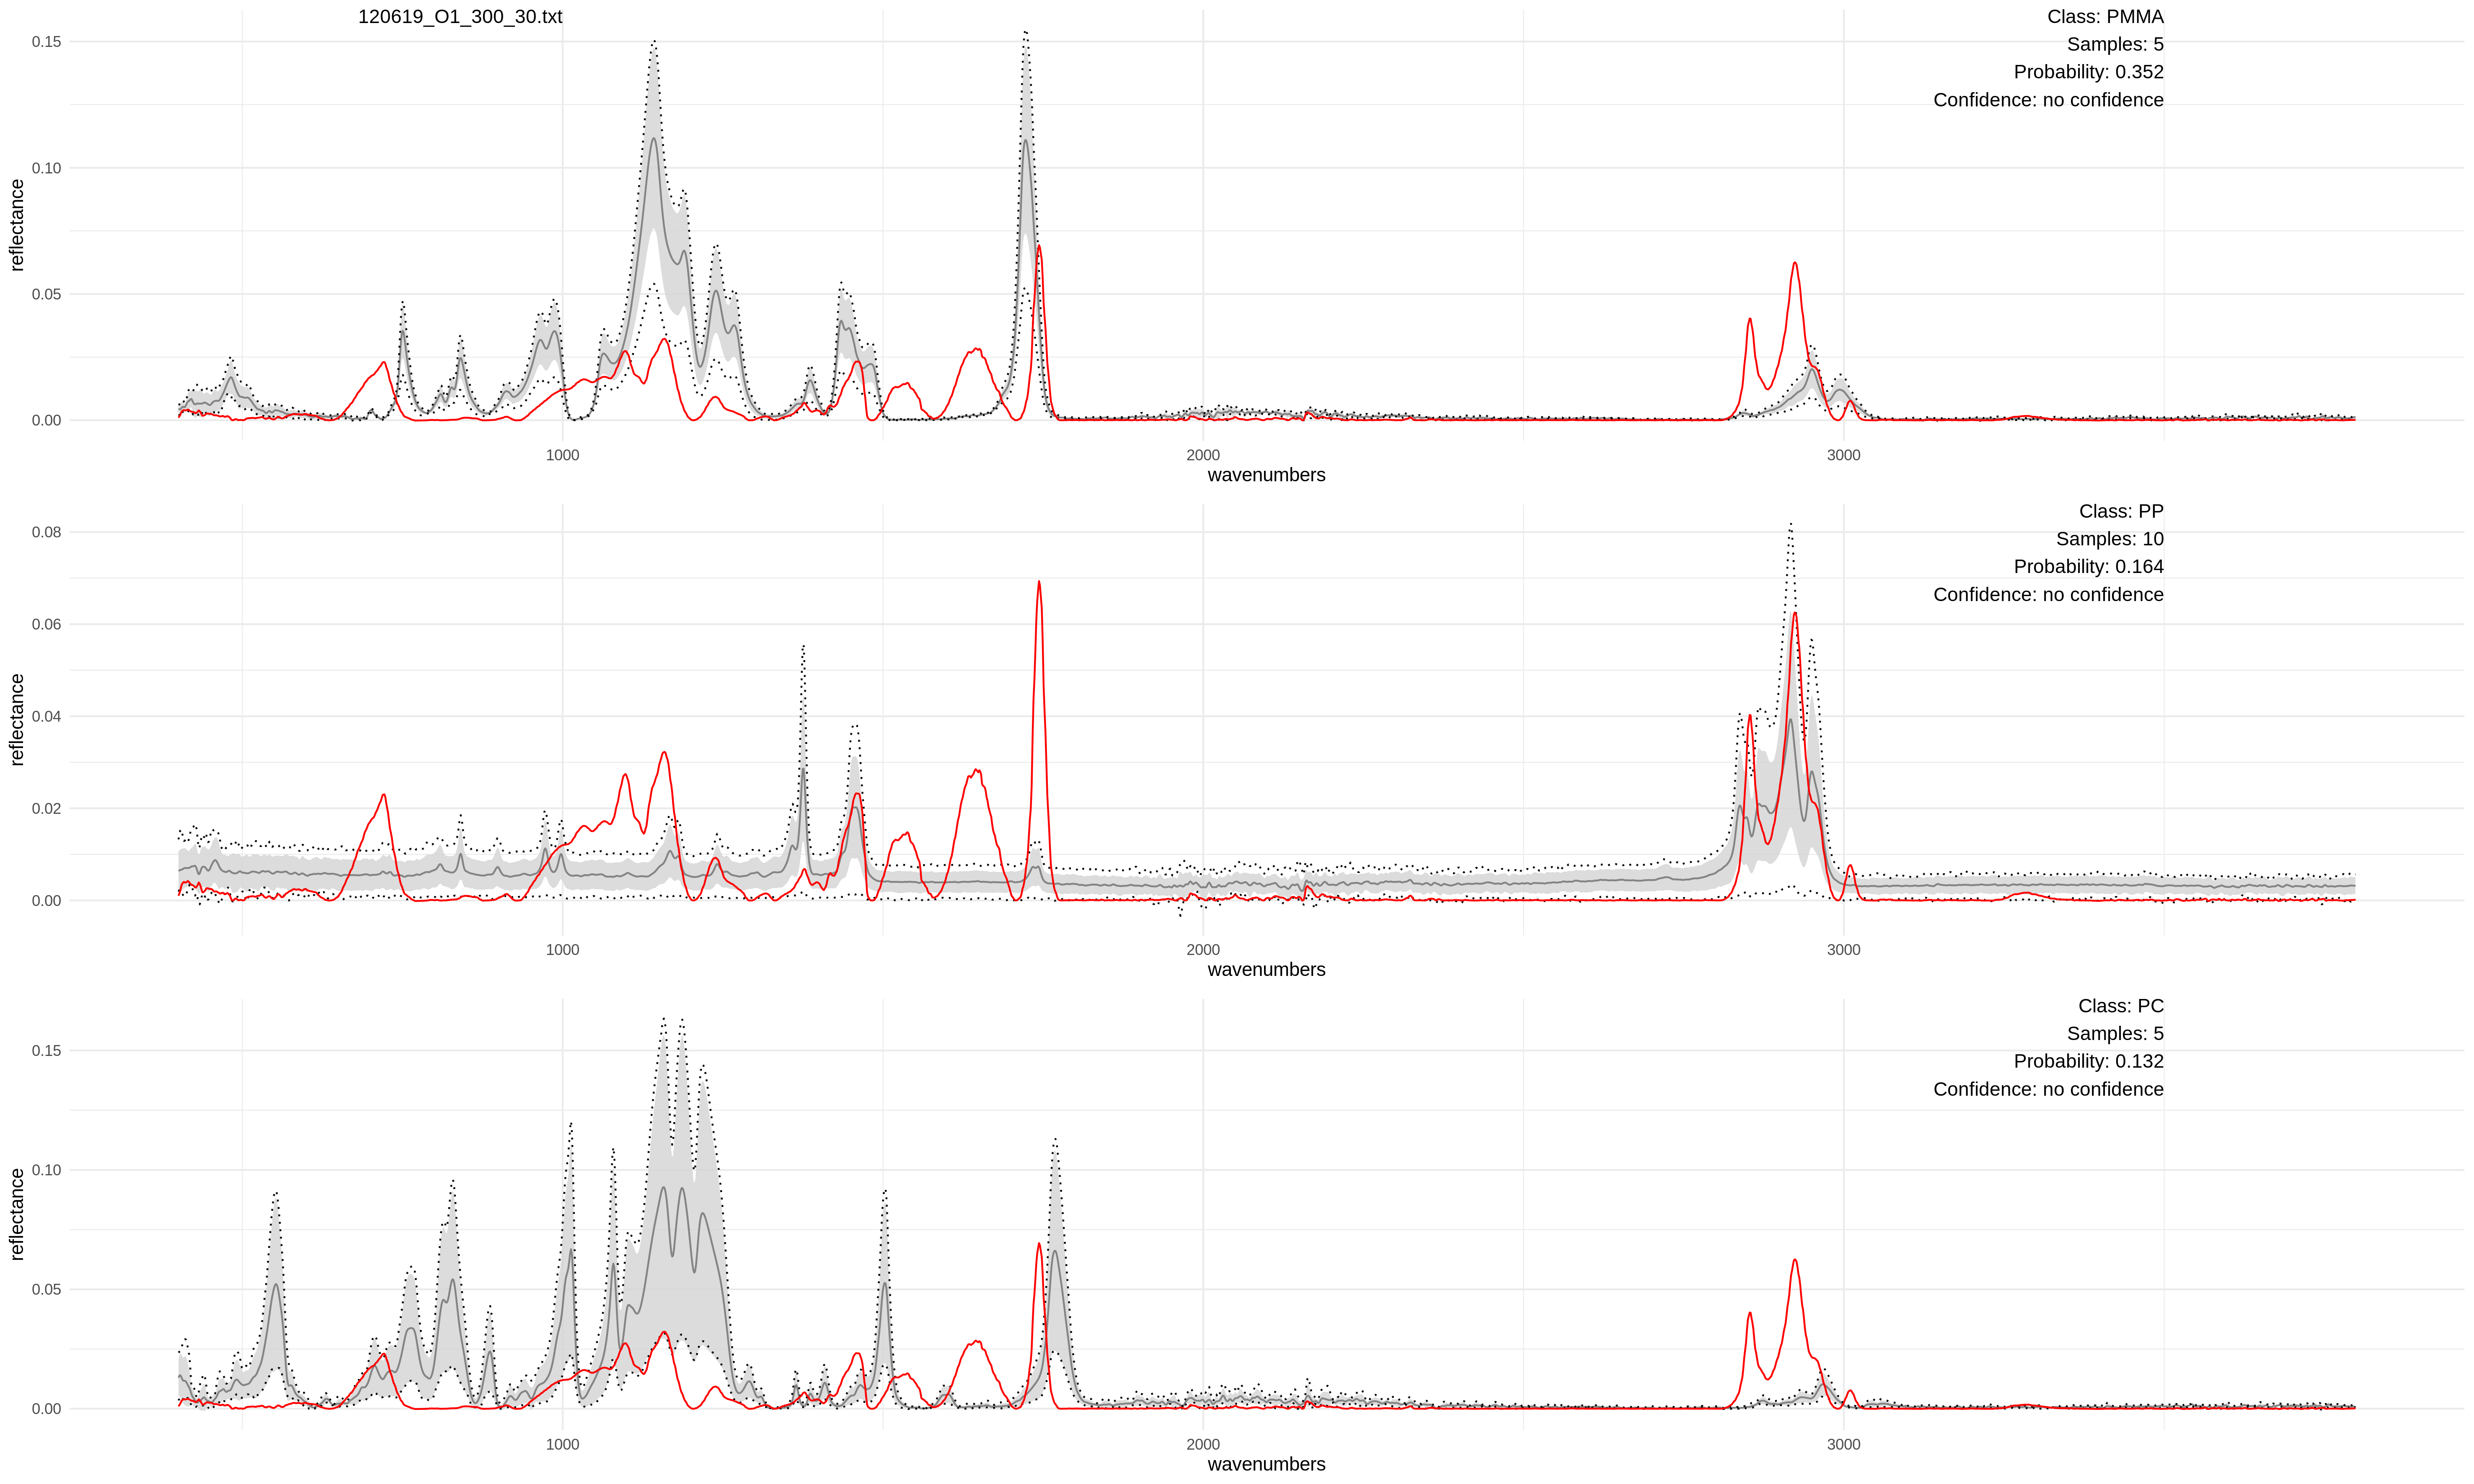 120619_O1_300_30.txt
Class: PMMA
Samples: 5
Probability: 0.352
Confidence: no confidence
0.15
0.10
0.05
0.00
reflectance
1000 2000 3000
wavenumbers
Class: PP
Samples: 10
Probability: 0.164
Confidence: no confidence
0.08
0.06
0.04
0.02
0.00
reflectance
1000 2000 3000
wavenumbers
Class: PC
Samples: 5
Probability: 0.132
Confidence: no confidence
0.15
0.10
0.05
0.00
reflectance
1000 2000 3000
wavenumbers